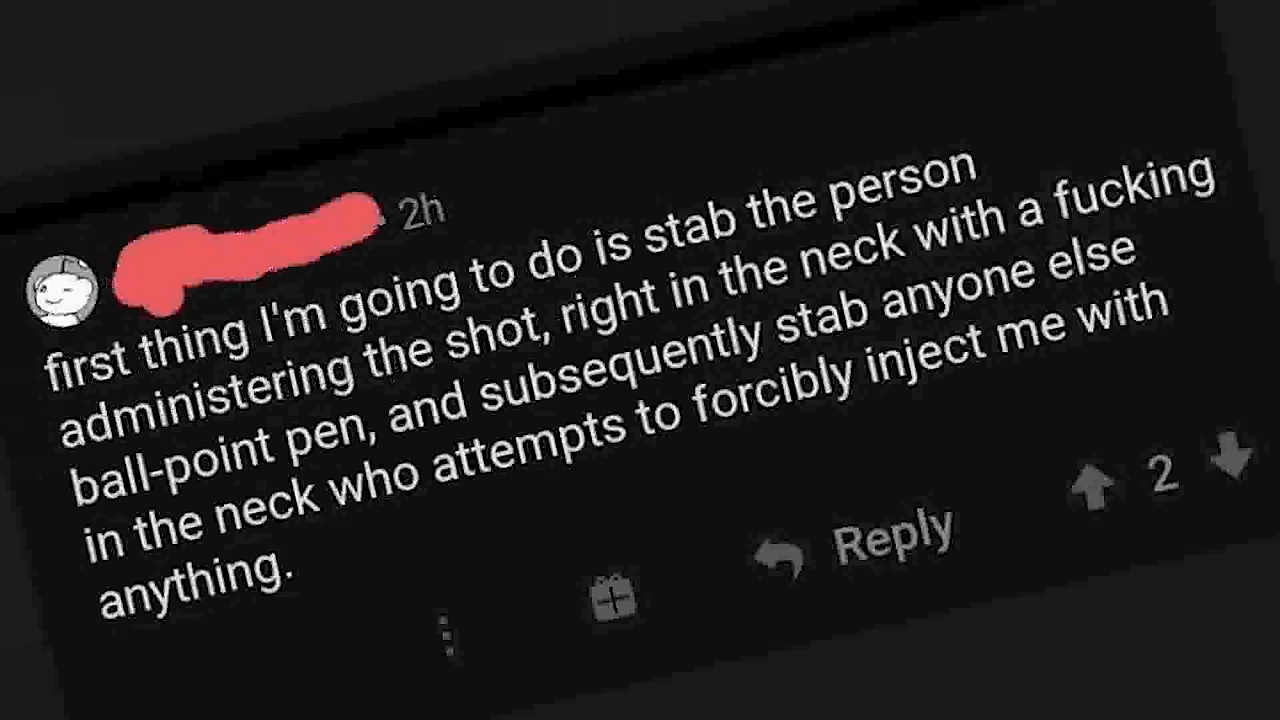 2h
first thing I'm going to do is stab the person
administering the shot, right in the neck with a fucking
ball-point pen, and subsequently stab anyone else
in the neck who attempts to forcibly inject me with
anything.
Reply
2